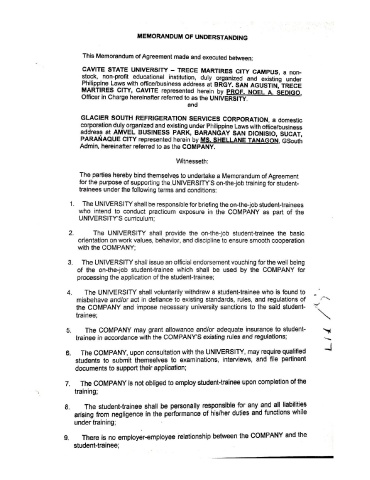 MEMORANDUM OF UNDERSTANDING
This Memorandum of Agreement made and executed between:
CAVITE STATE UNIVERSITY – TRECE MARTIRES CITY CAMPUS, a non-
stock, non-profit educational institution, duly organized and existing under
Philippine Laws with office/business address at BRGY. SAN AGUSTIN, TRECE
MARTIRES CITY, CAVITE represented herein by PROF. NOEL A. SEDIGO,
Officer in Charge hereinafter referred to as the UNIVERSITY.
and
GLACIER SOUTH REFRIGERATION SERVICES CORPORATION, a domestic
corporation duly organized and existing under Philippine Laws with office/business
address at AMVEL BUSINESS PARK, BARANGAY SAN DIONISIO, SUCAT,
PARAÑAQUE CITY represented herein by MS. SHELLANE TANAGON, GSouth
Admin, hereinafter referred to as the COMPANY.
Witnesseth:
The parties hereby bind themselves to undertake a Memorandum of Agreement
for the purpose of supporting the UNIVERSITY'S on-the-job training for student-
trainees under the following terms and conditions:
1. The UNIVERSITY shall be responsible for briefing the on-the-job student-trainees
who intend to conduct practicum exposure in the COMPANY as part of the
UNIVERSITY'S curriculum;
2. The UNIVERSITY shall provide the on-the-job student-trainee the basic
orientation on work values, behavior, and discipline to ensure smooth cooperation
with the COMPANY;
3. The UNIVERSITY shall issue an official endorsement vouching for the well being
of the on-the-job student-trainee which shall be used by the COMPANY for
processing the application of the student-trainee;
4. The UNIVERSITY shall voluntarily withdraw a student-trainee who is found to
misbehave and/or act in defiance to existing standards, rules, and regulations of
the COMPANY and impose necessary university sanctions to the said student-
trainee;
5. The COMPANY may grant allowance and/or adequate insurance to student-
trainee in accordance with the COMPANY'S existing rules and regulations;
6. The COMPANY, upon consultation with the UNIVERSITY, may require qualified
students to submit themselves to examinations, interviews, and file pertinent
documents to support their application;
7. The COMPANY is not obliged to employ student-trainee upon completion of the
training;
8. The student-trainee shall be personally responsible for any and all liabilities
arising from negligence in the performance of his/her duties and functions while
under training;
9. There is no employer-employee relationship between the COMPANY and the
student-trainee;